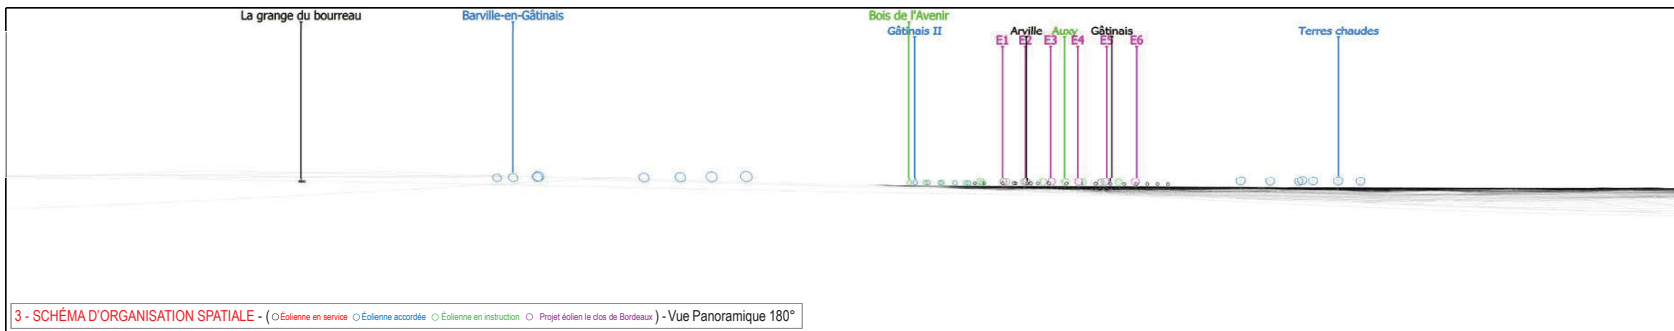 La grange du bourreau
Barville-en-Gâtinais
Bois de l'Avenir
Gâtinais II
Arville
Auxy
Gâtinais
Terres chaudes
E1
E2
E3
E4
E5
E6
3 - SCHÉMA D'ORGANISATION SPATIALE - ( Éolienne en service Éolienne accordée Éolienne en instruction Projet éolien le clos de Bordeaux ) - Vue Panoramique 180°